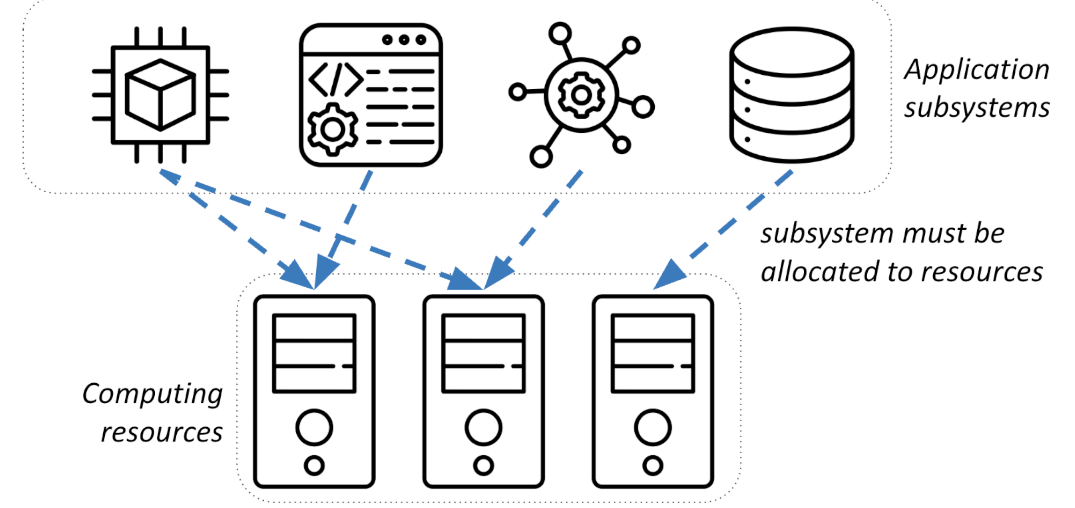 Application
subsystems
subsystem must be
allocated to resources
Computing
resources